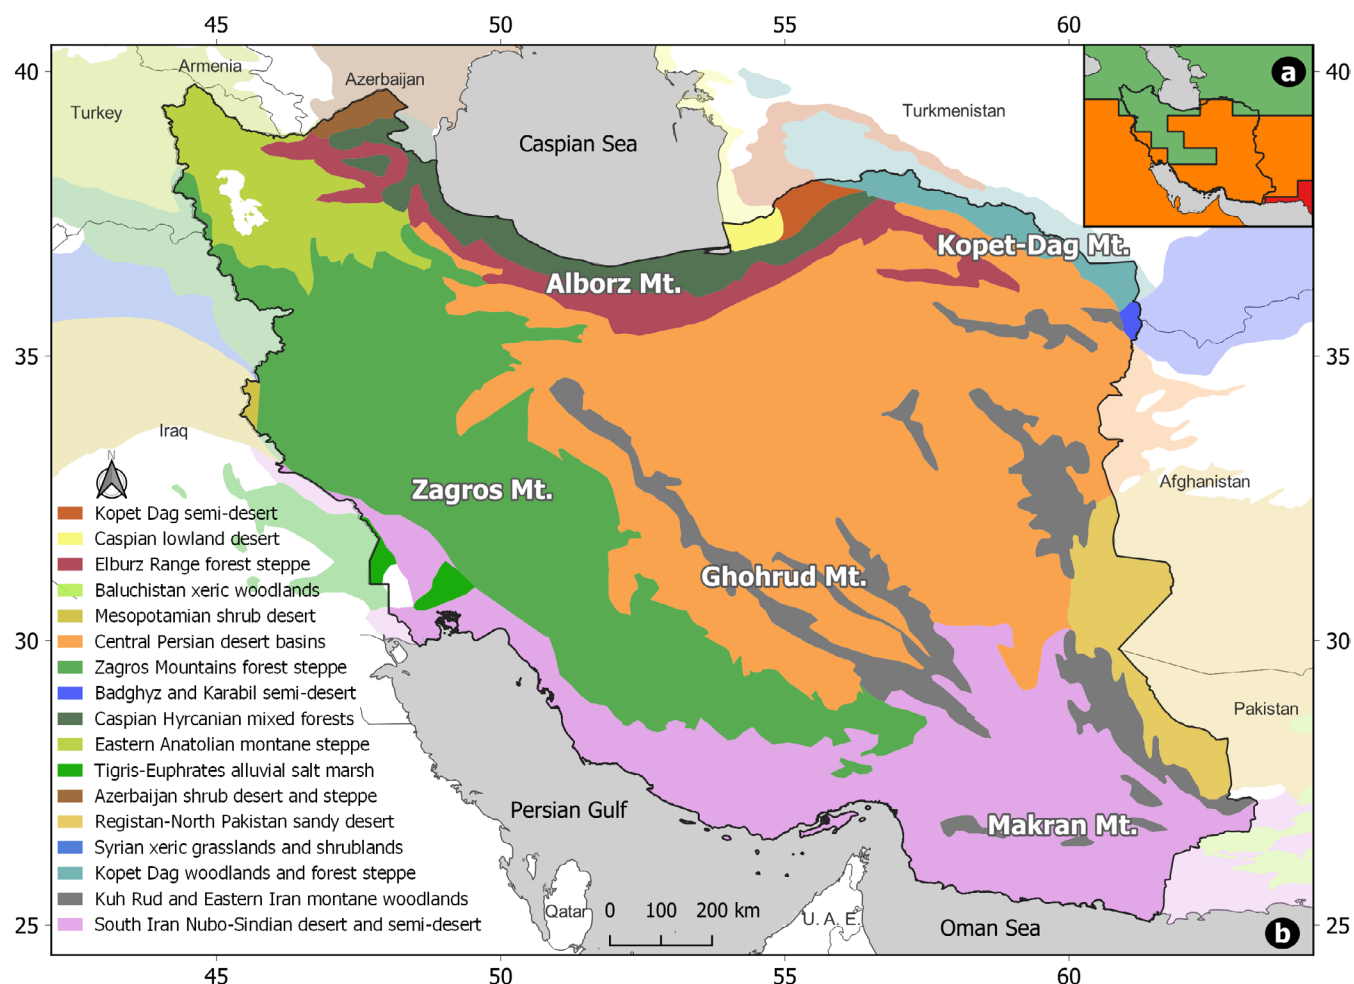 45 50 55 60
40 40
35 35
30 30
25 25
45 50 55 60
a
Armenia
Azerbaijan
Turkey
Turkmenistan
Caspian Sea
Kopet-Dag Mt.
Alborz Mt.
Iraq
N
Zagros Mt.
Afghanistan
Ghohrud Mt.
Pakistan
Persian Gulf
Makran Mt.
Qatar
U. A. E.
Oman Sea
0 100 200 km
b
Kopet Dag semi-desert
Caspian lowland desert
Elburz Range forest steppe
Baluchistan xeric woodlands
Mesopotamian shrub desert
Central Persian desert basins
Zagros Mountains forest steppe
Badghyz and Karabil semi-desert
Caspian Hyrcanian mixed forests
Eastern Anatolian montane steppe
Tigris-Euphrates alluvial salt marsh
Azerbaijan shrub desert and steppe
Registan-North Pakistan sandy desert
Syrian xeric grasslands and shrublands
Kopet Dag woodlands and forest steppe
Kuh Rud and Eastern Iran montane woodlands
South Iran Nubo-Sindian desert and semi-desert